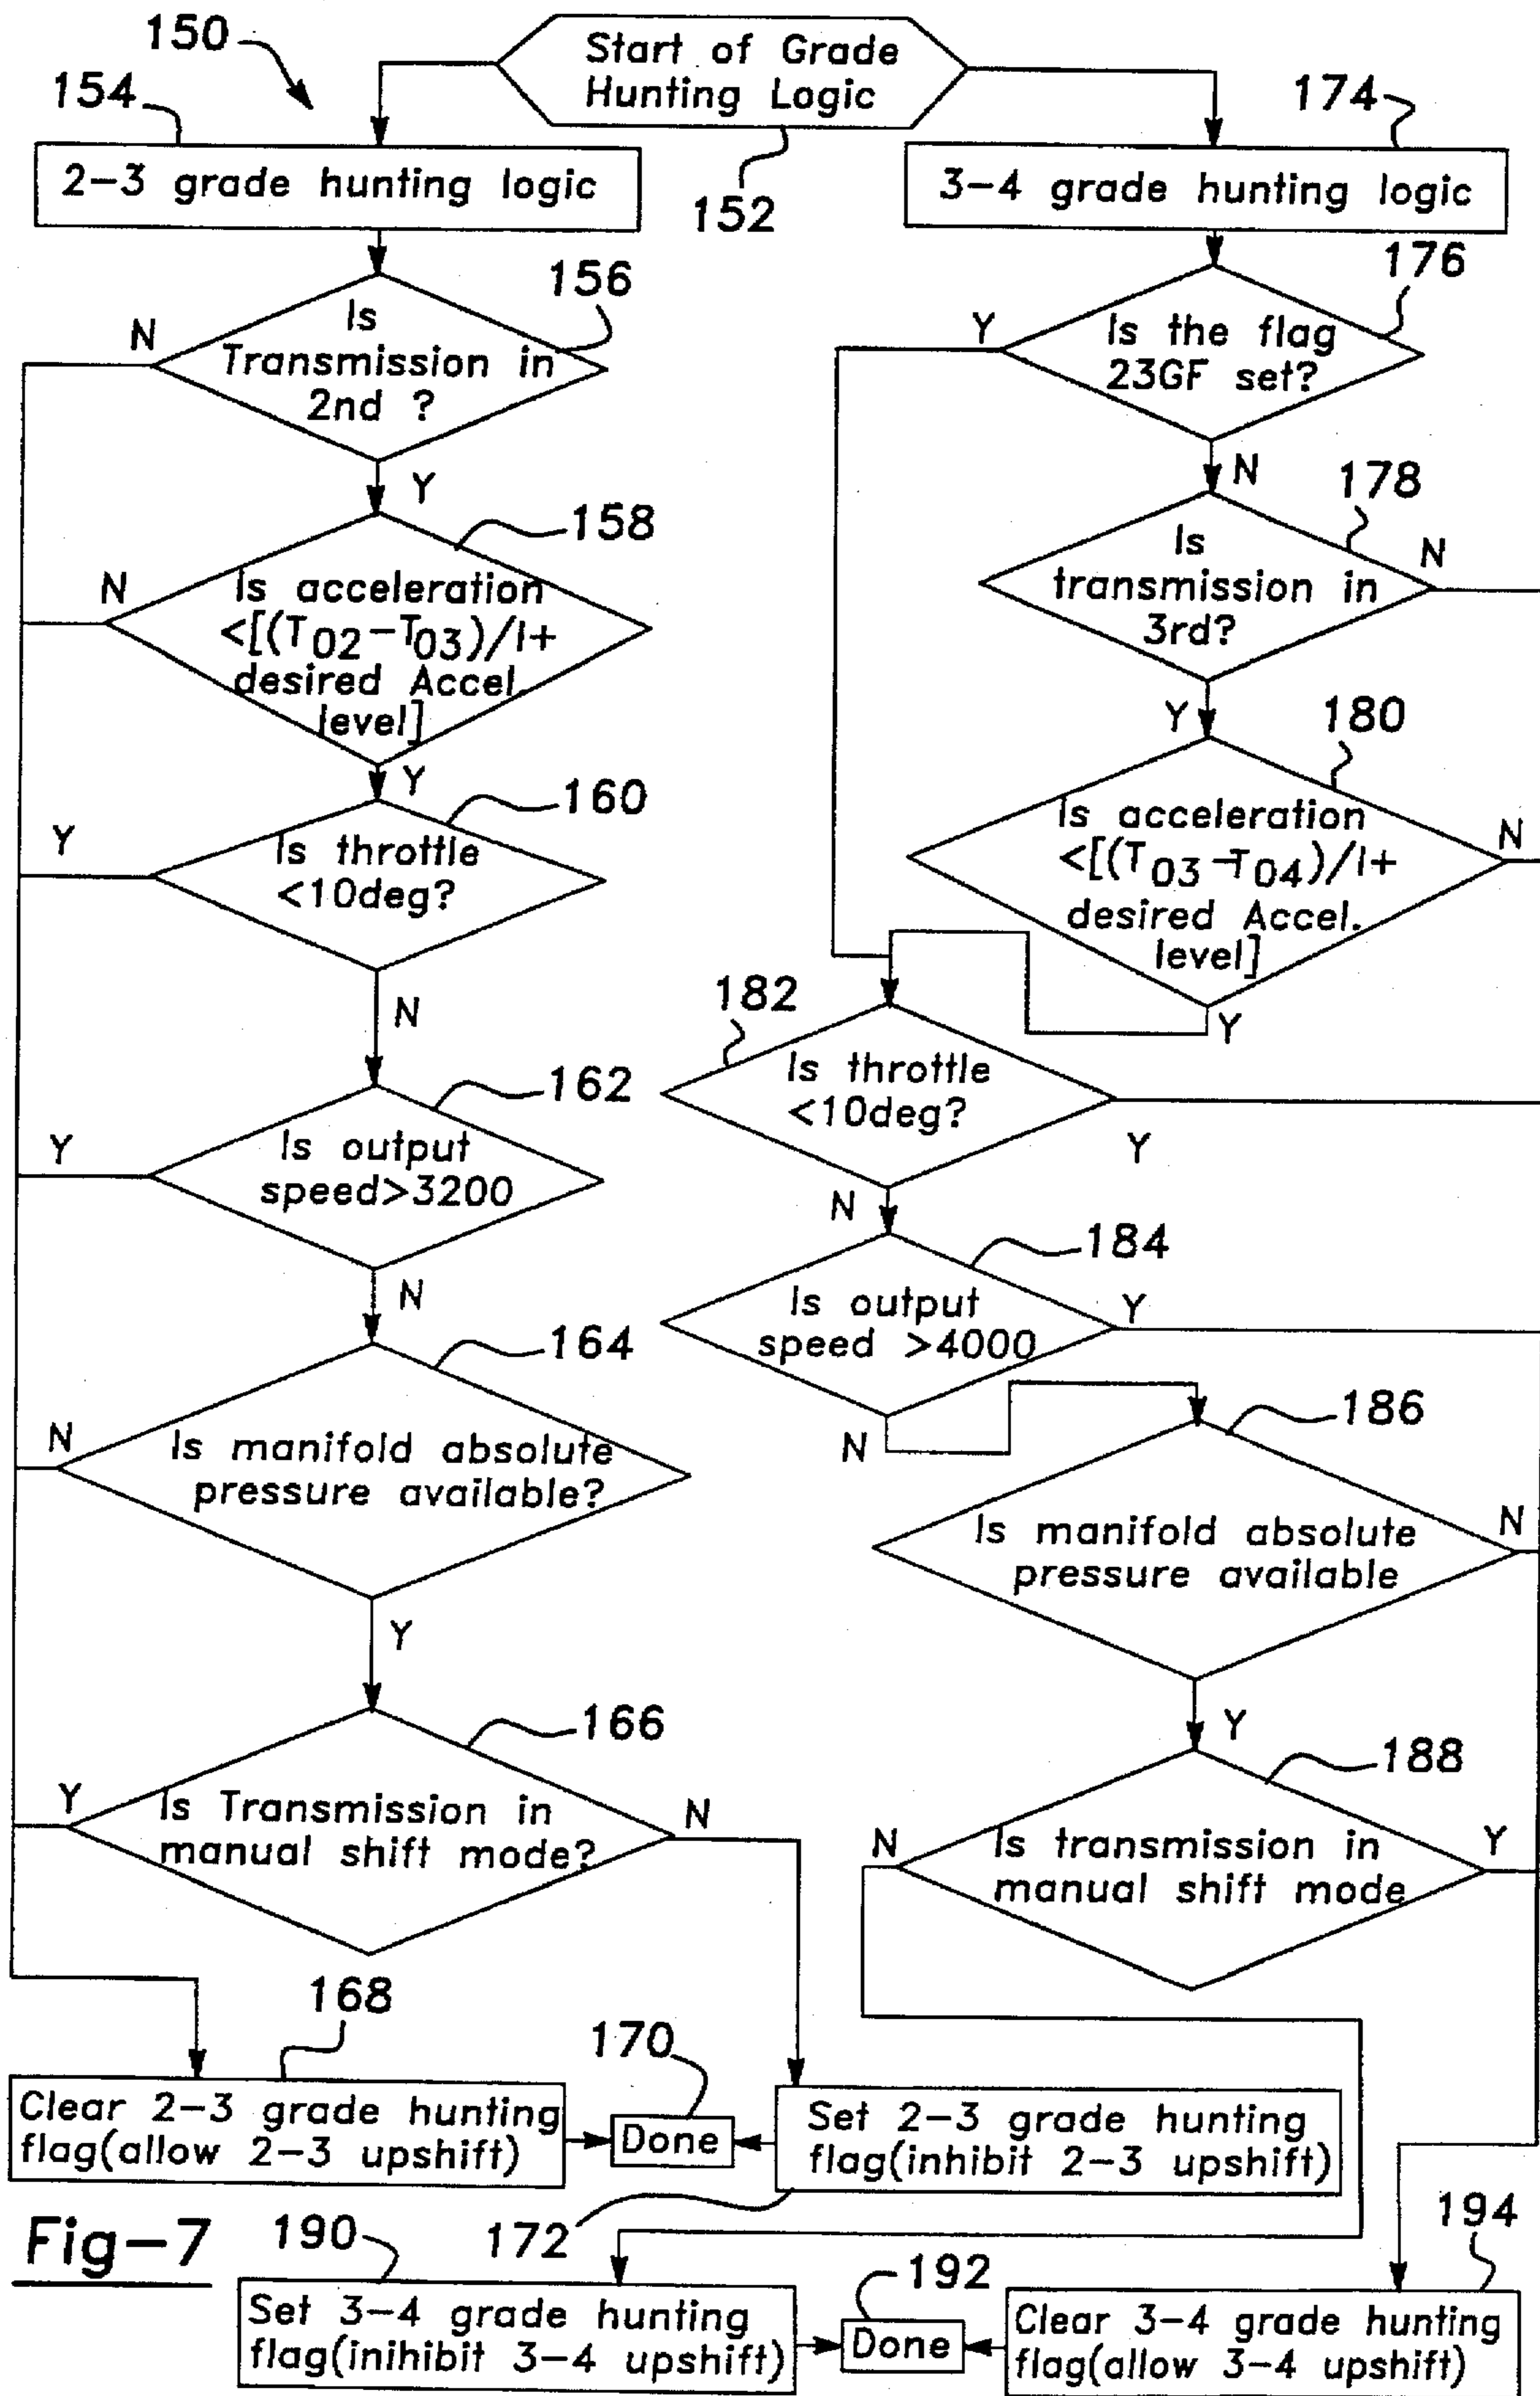 150
Start of Grade
Hunting Logic
152
154
2-3 grade hunting logic
174
3-4 grade hunting logic
156
N
Is
Transmission in
2nd ?
Y
158
N
Is acceleration
<[(T02-T03)/I+
desired Accel.
level]
Y
160
Y
Is throttle
<10deg?
N
162
Y
Is output
speed>3200
N
164
N
Is manifold absolute
pressure available?
Y
166
Y
Is Transmission in
manual shift mode?
N
168
Clear 2-3 grade hunting
flag(allow 2-3 upshift)
170
Done
Set 2-3 grade hunting
flag(inhibit 2-3 upshift)
172
176
Y
Is the flag
23GF set?
N
178
Is
transmission in
3rd?
N
Y
180
Is acceleration
<[(T03-T04)/I+
desired Accel.
level]
N
Y
182
Is throttle
<10deg?
Y
N
184
Is output
speed >4000
Y
N
186
Is manifold absolute
pressure available
N
Y
188
N
Is transmission in
manual shift mode
Y
Fig-7
190
Set 3-4 grade hunting
flag(inihibit 3-4 upshift)
192
Done
194
Clear 3-4 grade hunting
flag(allow 3-4 upshift)